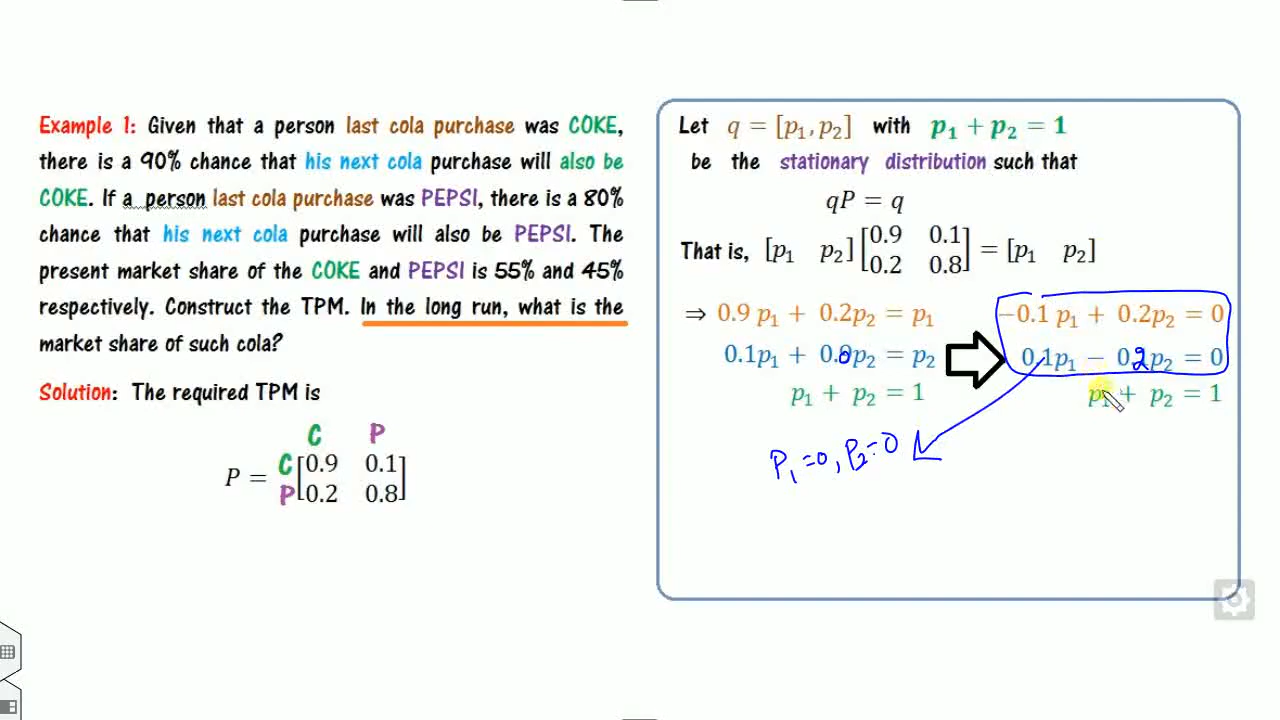 Example 1: Given that a person last cola purchase was COKE,
there is a 90% chance that his next cola purchase will also be
COKE. If a person last cola purchase was PEPSI, there is a 80%
chance that his next cola purchase will also be PEPSI. The
present market share of the COKE and PEPSI is 55% and 45%
respectively. Construct the TPM. In the long run, what is the
market share of such cola?
Solution: The required TPM is
C P
P = C [0.9 0.1]
P [0.2 0.8]
Let q = [p₁, p₂] with p₁ + p₂ = 1
be the stationary distribution such that
qP = q
That is, [p₁ p₂] [0.9 0.1
0.2 0.8] = [p₁ p₂]
⇒ 0.9 p₁ + 0.2p₂ = p₁
0.1p₁ + 0.8p₂ = p₂
p₁ + p₂ = 1
−0.1 p₁ + 0.2p₂ = 0
0.1p₁ − 0.2p₂ = 0
p₁ + p₂ = 1
P₁=0, P₂=0